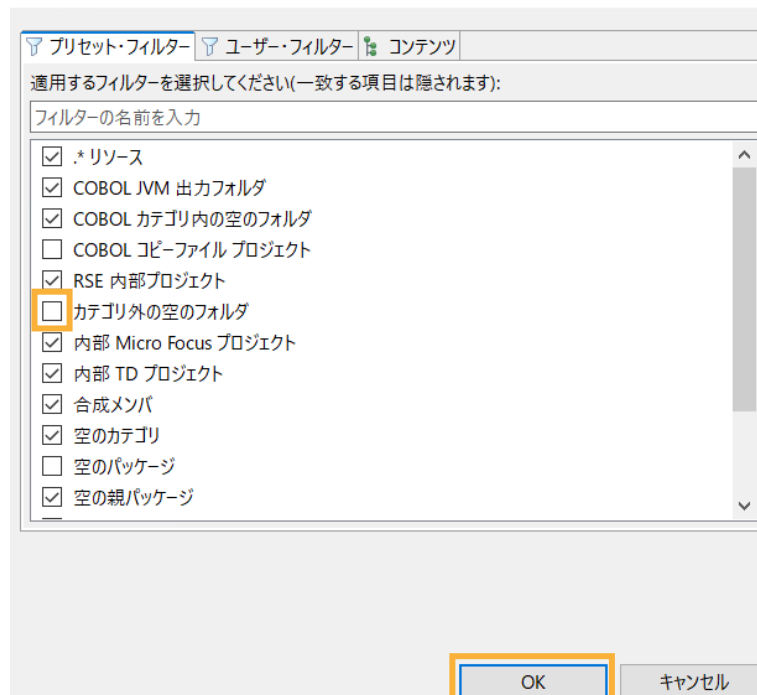 プリセット・フィルター ユーザー・フィルター コンテンツ
適用するフィルターを選択してください(一致する項目は隠されます):
フィルターの名前を入力
.* リソース
COBOL JVM 出力フォルダ
COBOL カテゴリ内の空のフォルダ
COBOL コピーファイル プロジェクト
RSE 内部プロジェクト
カテゴリ外の空のフォルダ
内部 Micro Focus プロジェクト
内部 TD プロジェクト
合成メンバ
空のカテゴリ
空のパッケージ
空の親パッケージ
OK キャンセル